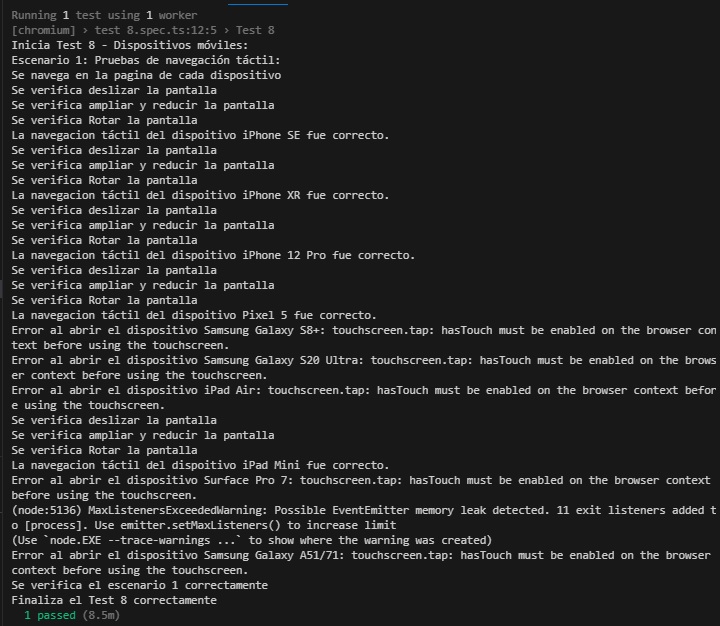 Running 1 test using 1 worker
[chromium] › test 8.spec.ts:12:5 › Test 8
Inicia Test 8 - Dispositivos móviles:
Escenario 1: Pruebas de navegación táctil:
Se navega en la pagina de cada dispositivo
Se verifica deslizar la pantalla
Se verifica ampliar y reducir la pantalla
Se verifica Rotar la pantalla
La navegacion táctil del dispoitivo iPhone SE fue correcto.
Se verifica deslizar la pantalla
Se verifica ampliar y reducir la pantalla
Se verifica Rotar la pantalla
La navegacion táctil del dispoitivo iPhone XR fue correcto.
Se verifica deslizar la pantalla
Se verifica ampliar y reducir la pantalla
Se verifica Rotar la pantalla
La navegacion táctil del dispoitivo iPhone 12 Pro fue correcto.
Se verifica deslizar la pantalla
Se verifica ampliar y reducir la pantalla
Se verifica Rotar la pantalla
La navegacion táctil del dispoitivo Pixel 5 fue correcto.
Error al abrir el dispositivo Samsung Galaxy S8+: touchscreen.tap: hasTouch must be enabled on the browser con
text before using the touchscreen.
Error al abrir el dispositivo Samsung Galaxy S20 Ultra: touchscreen.tap: hasTouch must be enabled on the brows
er context before using the touchscreen.
Error al abrir el dispositivo iPad Air: touchscreen.tap: hasTouch must be enabled on the browser context befor
e using the touchscreen.
Se verifica deslizar la pantalla
Se verifica ampliar y reducir la pantalla
Se verifica Rotar la pantalla
La navegacion táctil del dispoitivo iPad Mini fue correcto.
Error al abrir el dispositivo Surface Pro 7: touchscreen.tap: hasTouch must be enabled on the browser context
before using the touchscreen.
(node:5136) MaxListenersExceededWarning: Possible EventEmitter memory leak detected. 11 exit listeners added t
o [process]. Use emitter.setMaxListeners() to increase limit
(Use `node.EXE --trace-warnings ...` to show where the warning was created)
Error al abrir el dispositivo Samsung Galaxy A51/71: touchscreen.tap: hasTouch must be enabled on the browser
context before using the touchscreen.
Se verifica el escenario 1 correctamente
Finaliza el Test 8 correctamente
1 passed (8.5m)